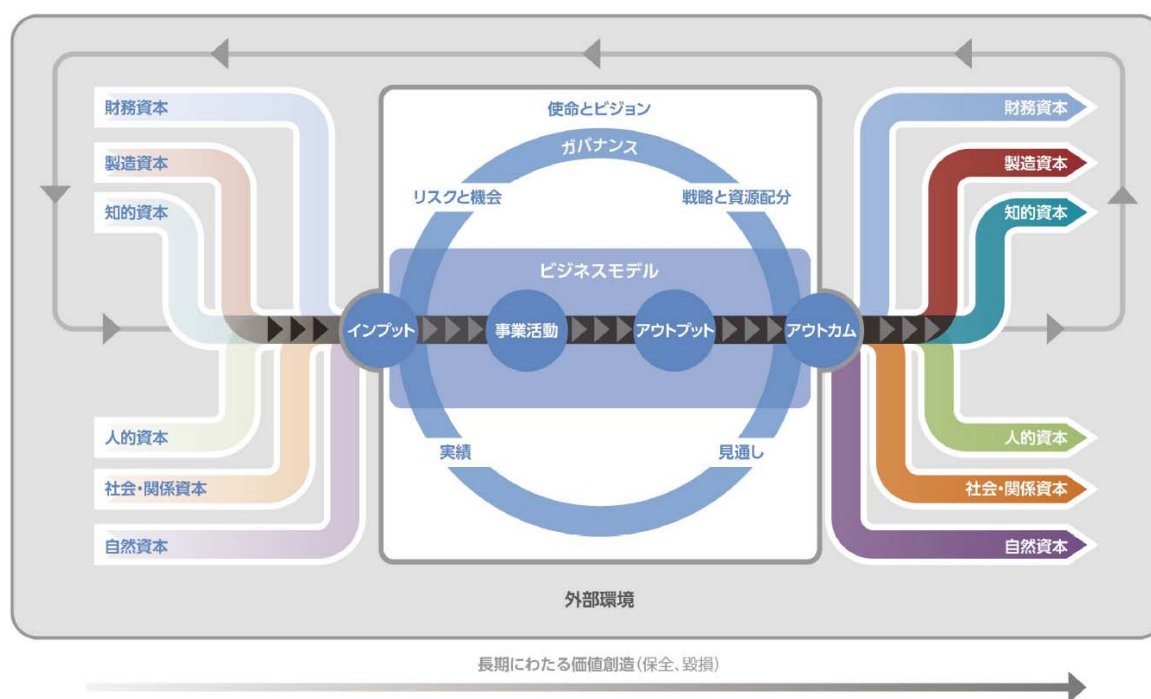 財務資本
製造資本
知的資本
人的資本
社会・関係資本
自然資本
使命とビジョン
ガバナンス
リスクと機会
戦略と資源配分
ビジネスモデル
インプット
事業活動
アウトプット
アウトカム
実績
見通し
財務資本
製造資本
知的資本
人的資本
社会・関係資本
自然資本
外部環境
長期にわたる価値創造(保全、毀損)